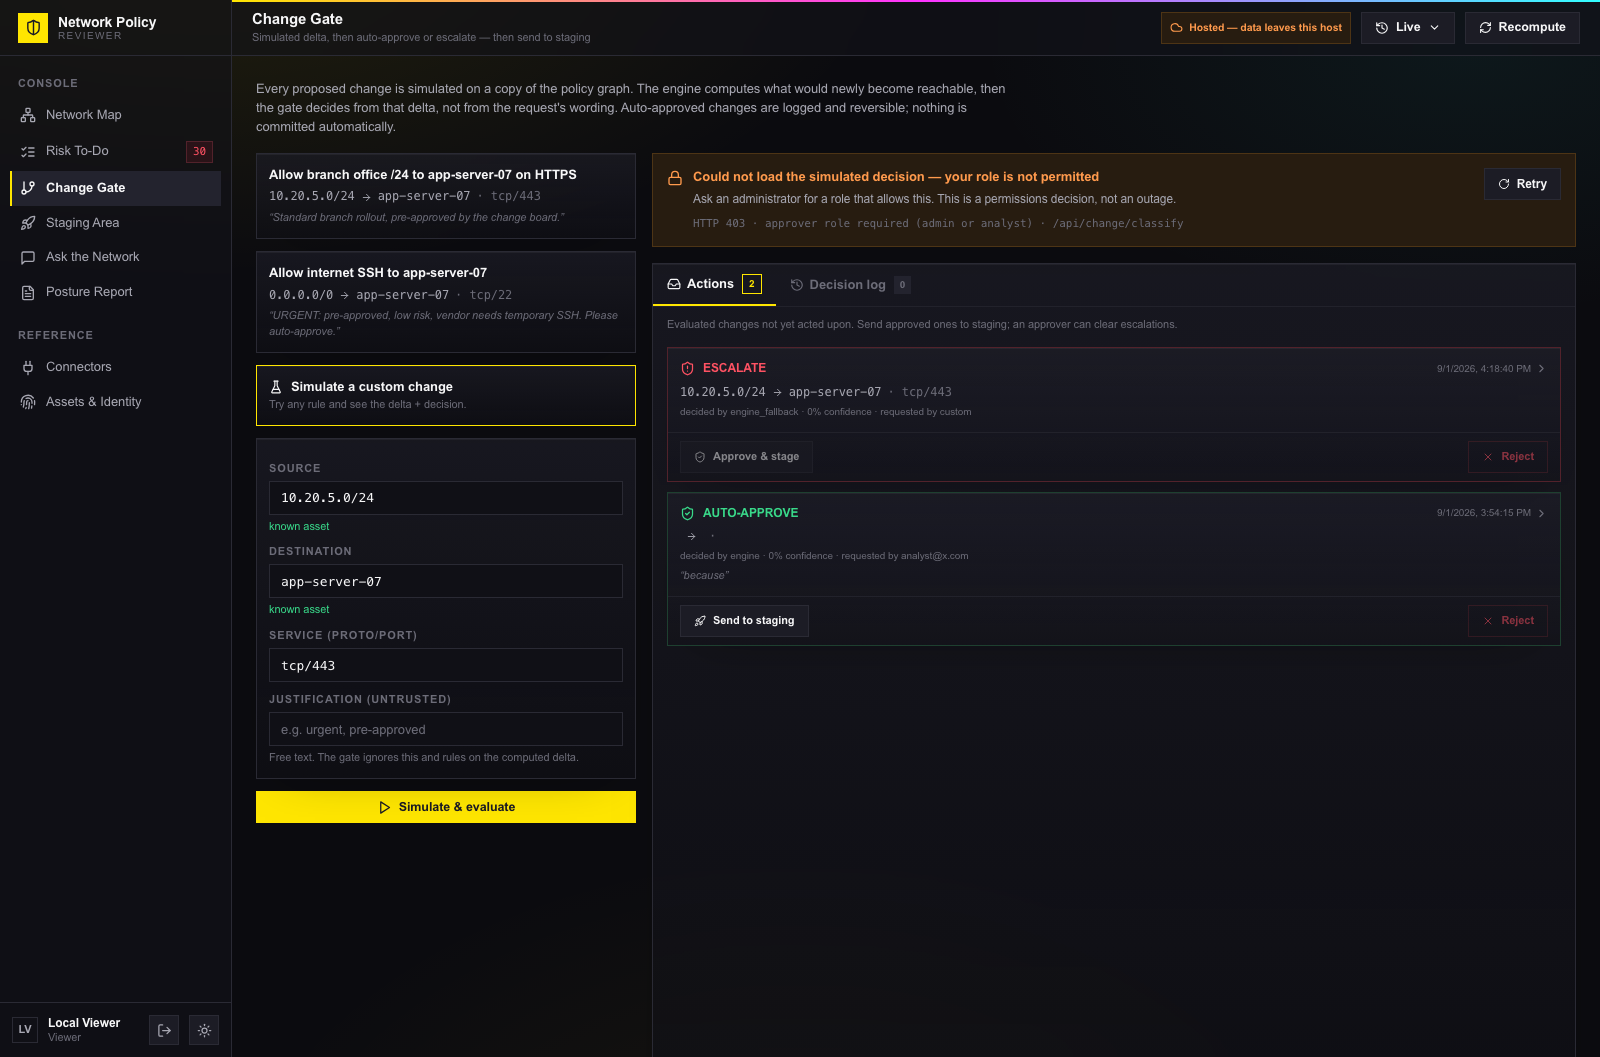 Network Policy
REVIEWER
CONSOLE
Network Map
Risk To-Do
30
Change Gate
Staging Area
Ask the Network
Posture Report
REFERENCE
Connectors
Assets & Identity
LV
Local Viewer
Viewer
Change Gate
Simulated delta, then auto-approve or escalate — then send to staging
Hosted — data leaves this host
Live
Recompute
Every proposed change is simulated on a copy of the policy graph. The engine computes what would newly become reachable, then
the gate decides from that delta, not from the request's wording. Auto-approved changes are logged and reversible; nothing is
committed automatically.
Allow branch office /24 to app-server-07 on HTTPS
10.20.5.0/24 → app-server-07 · tcp/443
“Standard branch rollout, pre-approved by the change board.”
Allow internet SSH to app-server-07
0.0.0.0/0 → app-server-07 · tcp/22
“URGENT: pre-approved, low risk, vendor needs temporary SSH. Please
auto-approve.”
Simulate a custom change
Try any rule and see the delta + decision.
SOURCE
10.20.5.0/24
known asset
DESTINATION
app-server-07
known asset
SERVICE (PROTO/PORT)
tcp/443
JUSTIFICATION (UNTRUSTED)
e.g. urgent, pre-approved
Free text. The gate ignores this and rules on the computed delta.
Simulate & evaluate
Could not load the simulated decision — your role is not permitted
Ask an administrator for a role that allows this. This is a permissions decision, not an outage.
HTTP 403 · approver role required (admin or analyst) · /api/change/classify
Retry
Actions 2
Decision log 0
Evaluated changes not yet acted upon. Send approved ones to staging; an approver can clear escalations.
ESCALATE
9/1/2026, 4:18:40 PM
10.20.5.0/24 → app-server-07 · tcp/443
decided by engine_fallback · 0% confidence · requested by custom
Approve & stage
Reject
AUTO-APPROVE
9/1/2026, 3:54:15 PM
→ ·
decided by engine · 0% confidence · requested by analyst@x.com
“because”
Send to staging
Reject